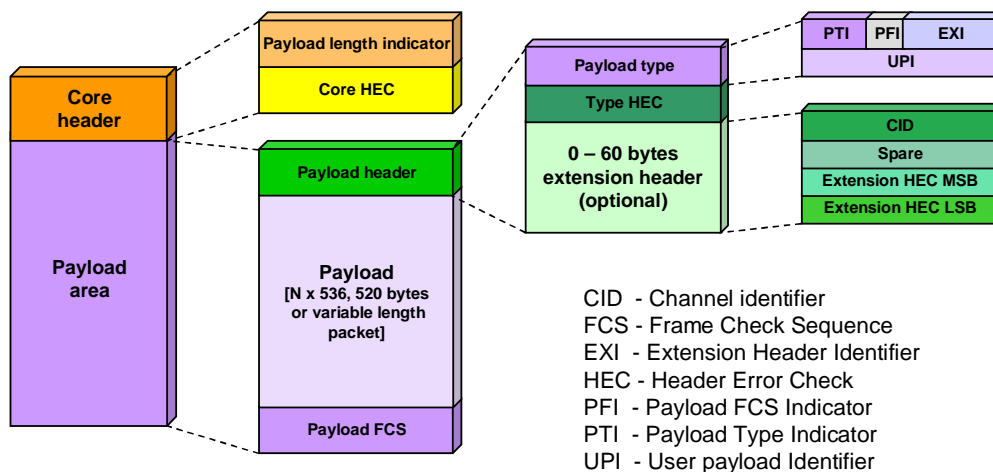 Core
header
Payload
area
Payload length indicator
Core HEC
Payload header
Payload
[N x 536, 520 bytes
or variable length
packet]
Payload FCS
Payload type
Type HEC
0 – 60 bytes
extension header
(optional)
PTI PFI EXI
UPI
CID
Spare
Extension HEC MSB
Extension HEC LSB
CID - Channel identifier
FCS - Frame Check Sequence
EXI - Extension Header Identifier
HEC - Header Error Check
PFI - Payload FCS Indicator
PTI - Payload Type Indicator
UPI - User payload Identifier